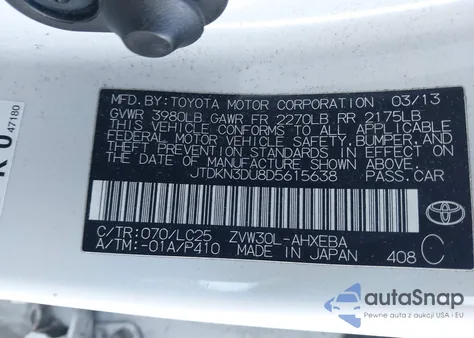 MFD. BY: TOYOTA MOTOR CORPORATION 03/13
GVWR 3980LB GAWR FR 2270LB RR 2175LB
THIS VEHICLE CONFORMS TO ALL APPLICABLE
FEDERAL MOTOR VEHICLE SAFETY, BUMPER, AND
THEFT PREVENTION STANDARDS IN EFFECT ON
THE DATE OF MANUFACTURE SHOWN ABOVE.
JTDKN3DU8D5615638 PASS. CAR
C/TR: 070/LC25 ZVW30L-AHXEBA
A/TM: -01A/P410 MADE IN JAPAN 408 C
TOYOTA
47180
autoSnap
Pewne auta z aukcji USA i EU